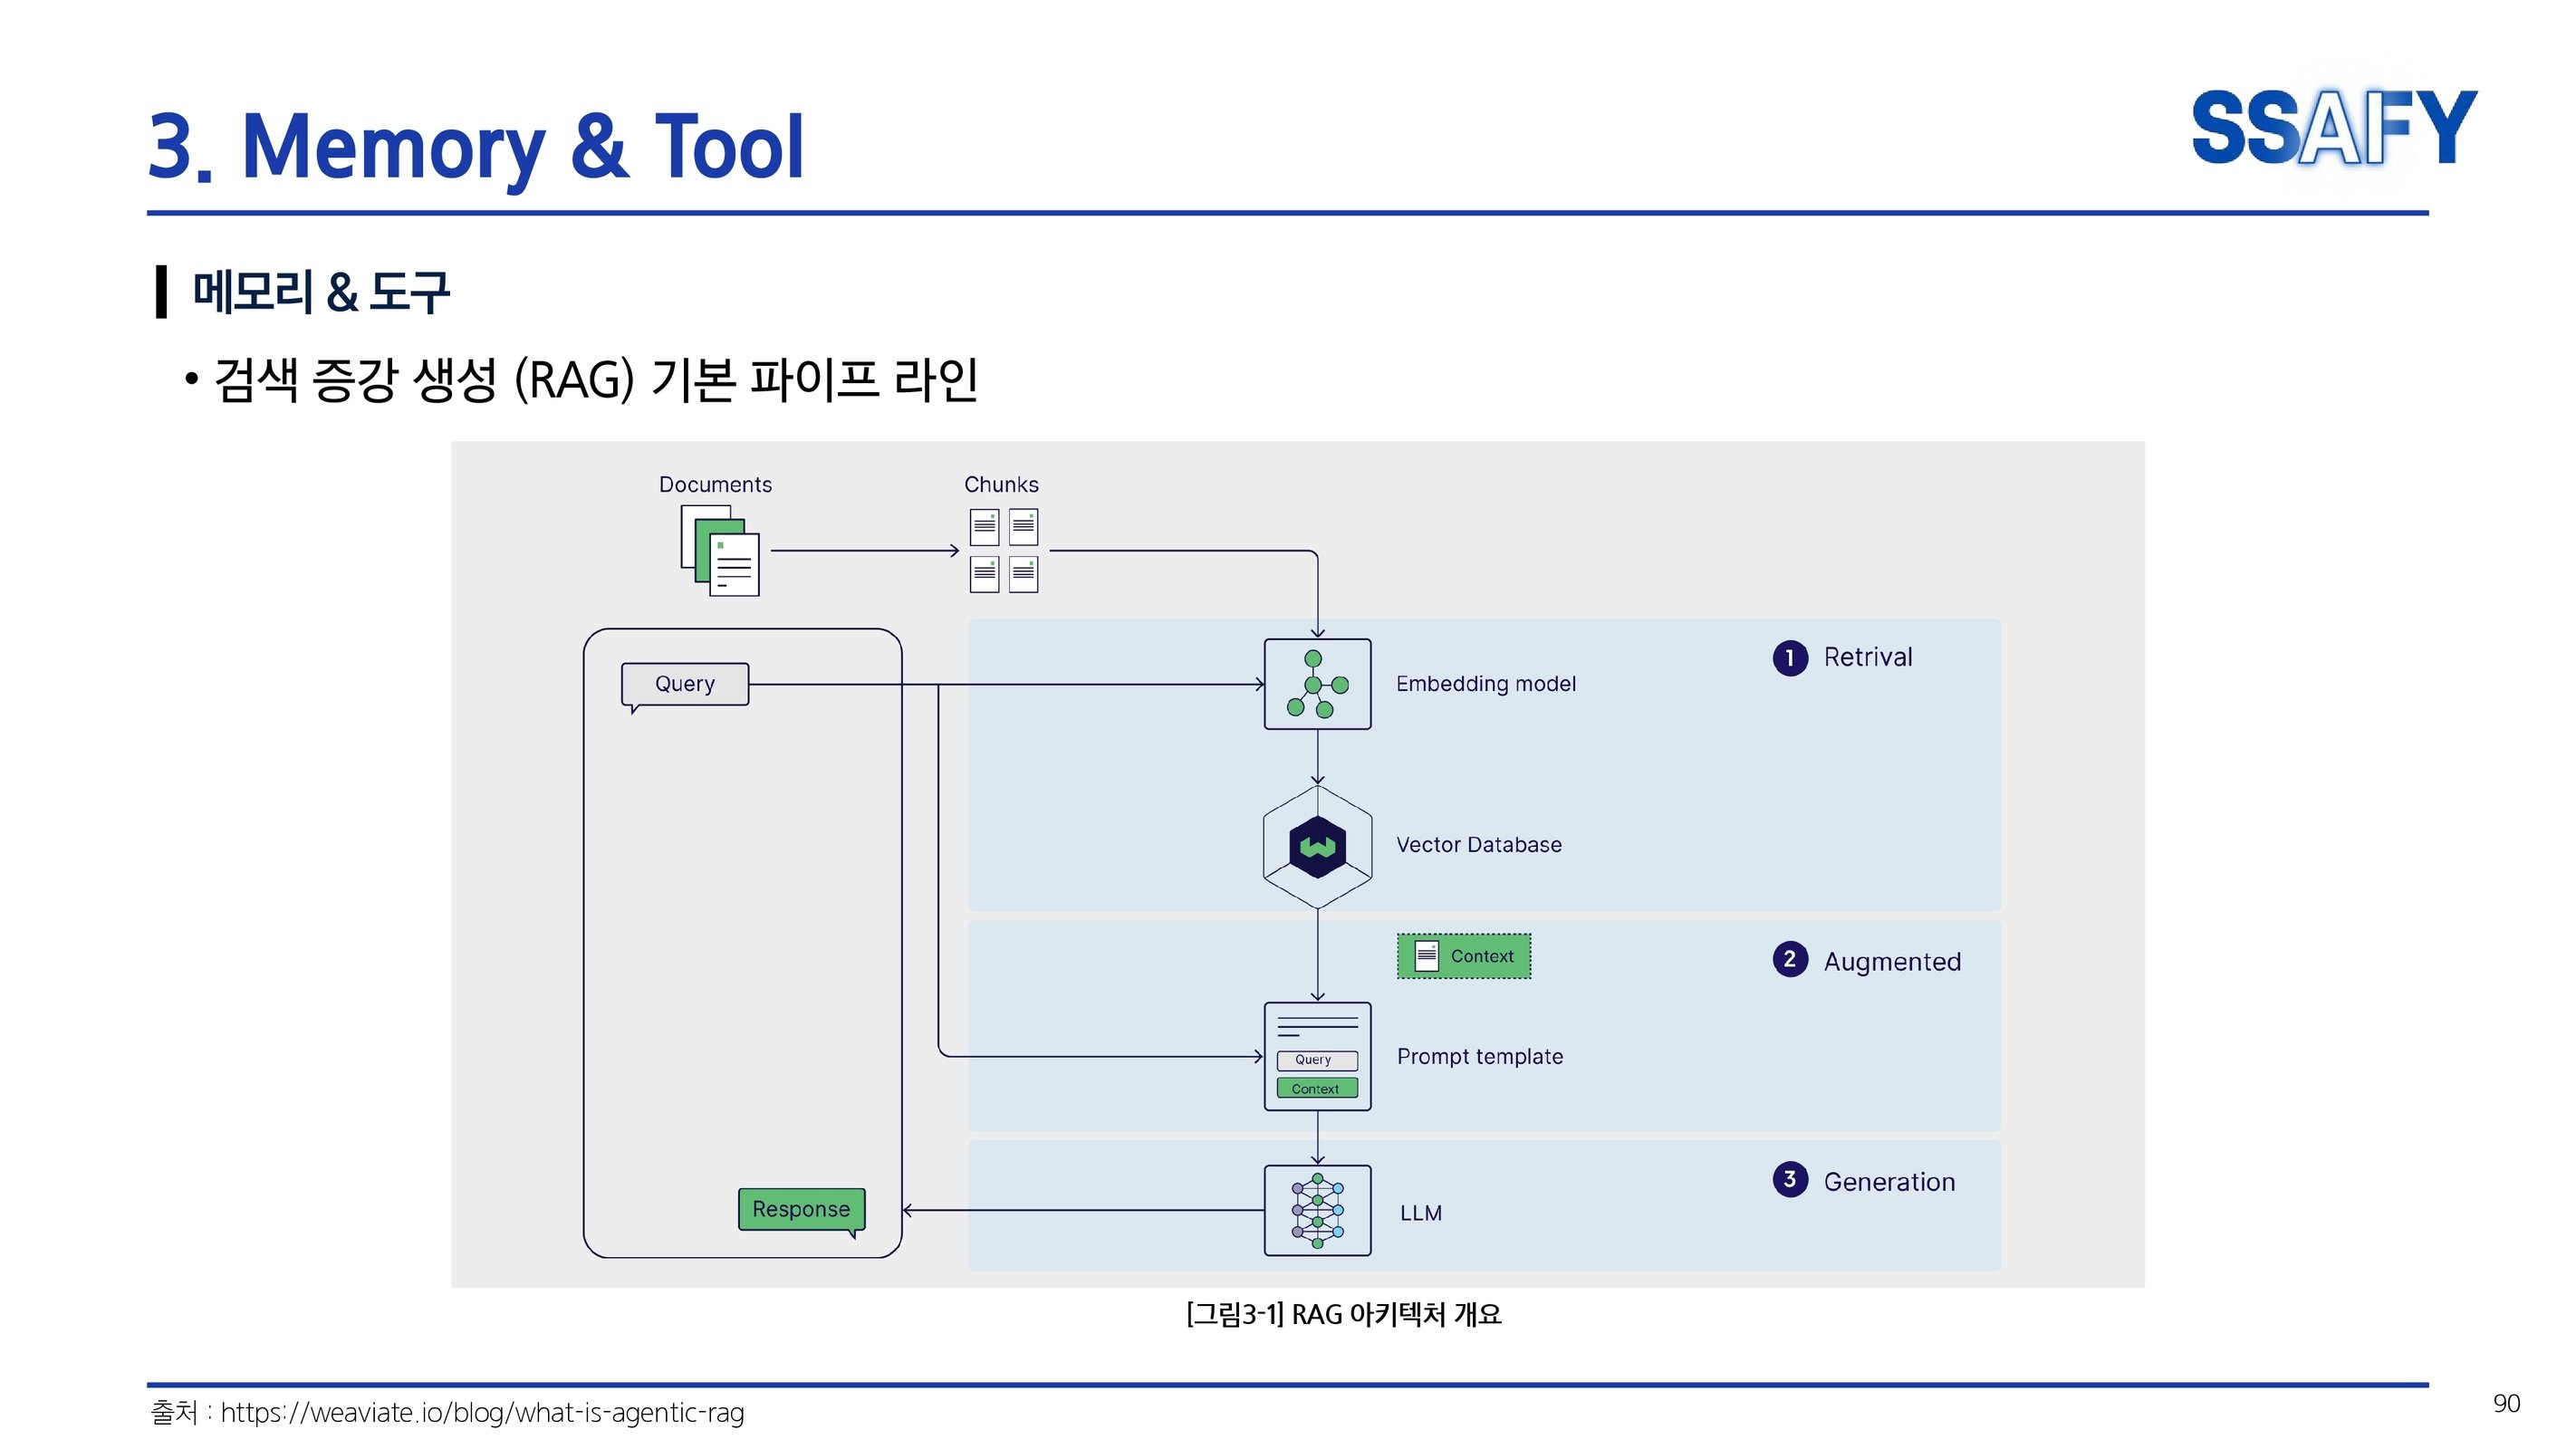 3. Memory & Tool
SSAFY
메모리 & 도구
• 검색 증강 생성 (RAG) 기본 파이프 라인
Documents
Chunks
Query
Embedding model
1 Retrival
Vector Database
Context
2 Augmented
Query
Context
Prompt template
3 Generation
Response
LLM
[그림3-1] RAG 아키텍처 개요
출처 : https://weaviate.io/blog/what-is-agentic-rag
90